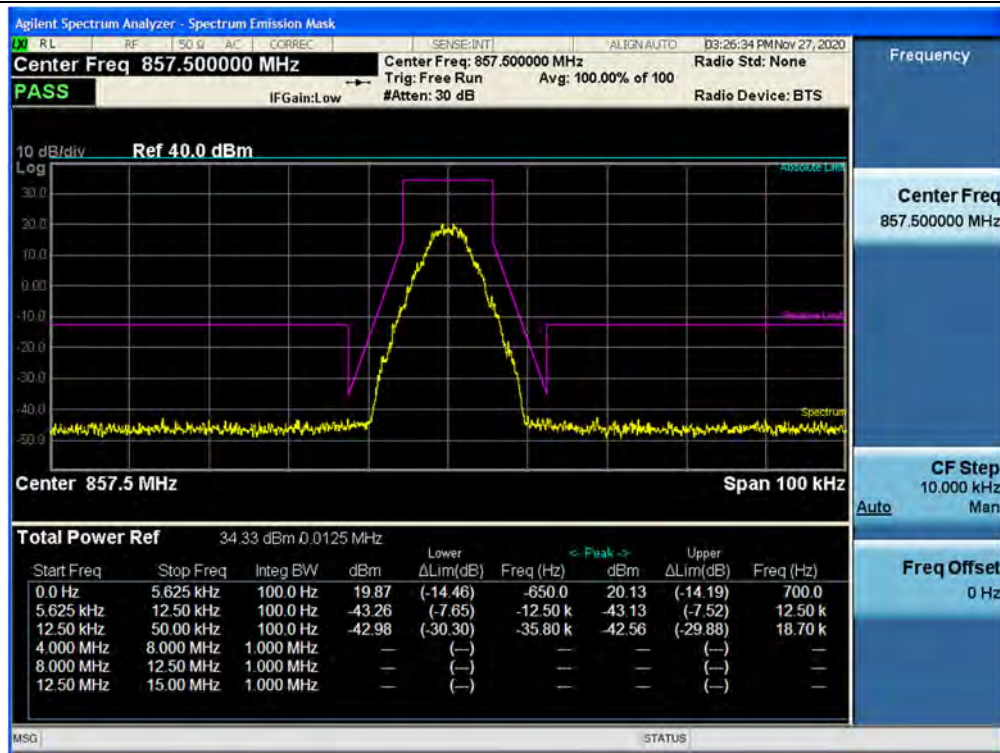 Agilent Spectrum Analyzer - Spectrum Emission Mask
LXI RL RF 50 Ω AC CORREC SENSE:INT ALIGN AUTO 03:26:34 PM Nov 27, 2020
Center Freq 857.500000 MHz Center Freq: 857.500000 MHz Radio Std: None
Trig: Free Run Avg: 100.00% of 100
PASS IFGain:Low #Atten: 30 dB Radio Device: BTS
10 dB/div Ref 40.0 dBm
Log
Absolute Limit
30.0
20.0
10.0
0.00
-10.0
Relative Limit
-20.0
-30.0
-40.0
Spectrum
-50.0
Center 857.5 MHz Span 100 kHz
Total Power Ref 34.33 dBm / 0.0125 MHz
Lower <- Peak -> Upper
Start Freq Stop Freq Integ BW dBm ΔLim(dB) Freq (Hz) dBm ΔLim(dB) Freq (Hz)
0.0 Hz 5.625 kHz 100.0 Hz 19.87 (-14.46) -650.0 20.13 (-14.19) 700.0
5.625 kHz 12.50 kHz 100.0 Hz -43.26 (-7.65) -12.50 k -43.13 (-7.52) 12.50 k
12.50 kHz 50.00 kHz 100.0 Hz -42.98 (-30.30) -35.80 k -42.56 (-29.88) 18.70 k
4.000 MHz 8.000 MHz 1.000 MHz --- (---) --- --- (---) ---
8.000 MHz 12.50 MHz 1.000 MHz --- (---) --- --- (---) ---
12.50 MHz 15.00 MHz 1.000 MHz --- (---) --- --- (---) ---
MSG STATUS
Frequency
Center Freq
857.500000 MHz
CF Step
10.000 kHz
Auto Man
Freq Offset
0 Hz